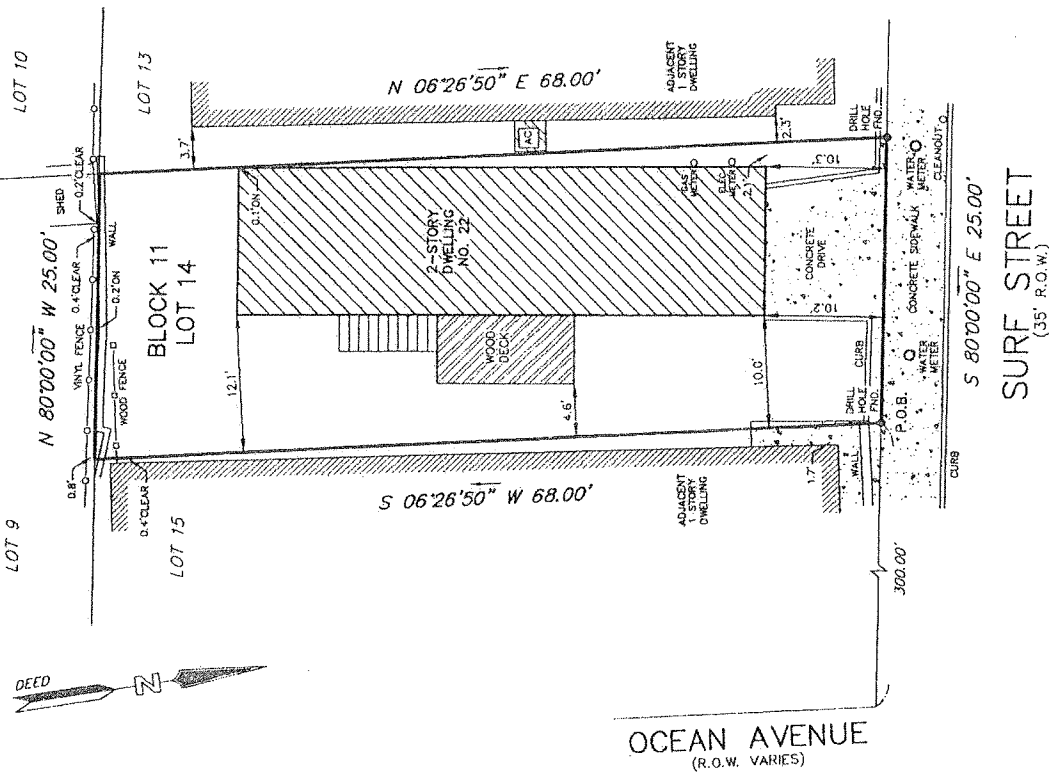 LOT 10
LOT 9
LOT 13
N 80°00'00" W 25.00'
SHED
0.2'CLEAR
0.4'CLEAR
VINYL FENCE
WALL
0.2'ON
WOOD FENCE
0.8'
0.4'CLEAR
LOT 15
BLOCK 11
LOT 14
3.7'
N 06°26'50" E 68.00'
ADJACENT
1 STORY
DWELLING
AC
0.1'ON
2-STORY
DWELLING
NO. 22
GAS
METER
ELEC
METER
2.1'
2.3'
10.3'
DRILL
HOLE
FND.
12.1'
WOOD
DECK
4.6'
10.0'
10.2'
CONCRETE
DRIVE
S 06°26'50" W 68.00'
ADJACENT
1 STORY
DWELLING
1.7'
WALL
DRILL
HOLE
FND.
CURB
P.O.B.
WATER
METER
CONCRETE SIDEWALK
WATER
METER
CLEANOUT
CURB
300.00'
S 80°00'00" E 25.00'
SURF STREET
(35' R.O.W.)
DEED
N
OCEAN AVENUE
(R.O.W. VARIES)